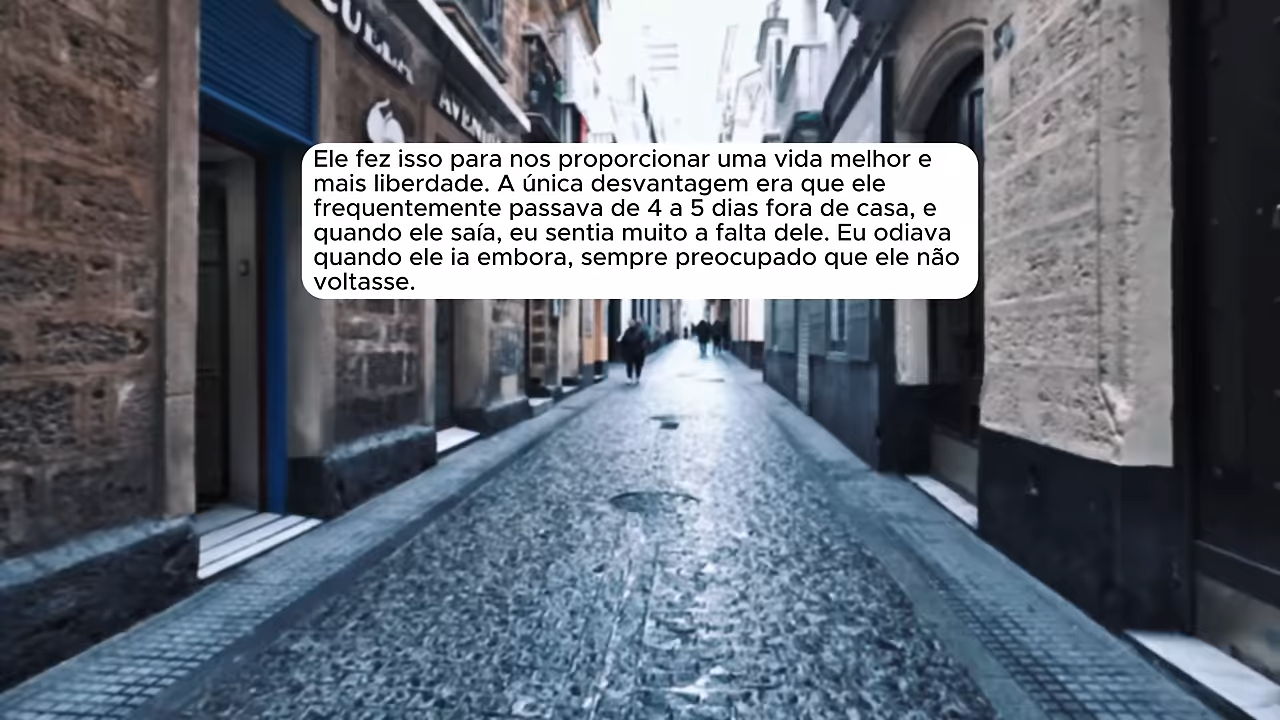 Ele fez isso para nos proporcionar uma vida melhor e
mais liberdade. A única desvantagem era que ele
frequentemente passava de 4 a 5 dias fora de casa, e
quando ele saía, eu sentia muito a falta dele. Eu odiava
quando ele ia embora, sempre preocupado que ele não
voltasse.